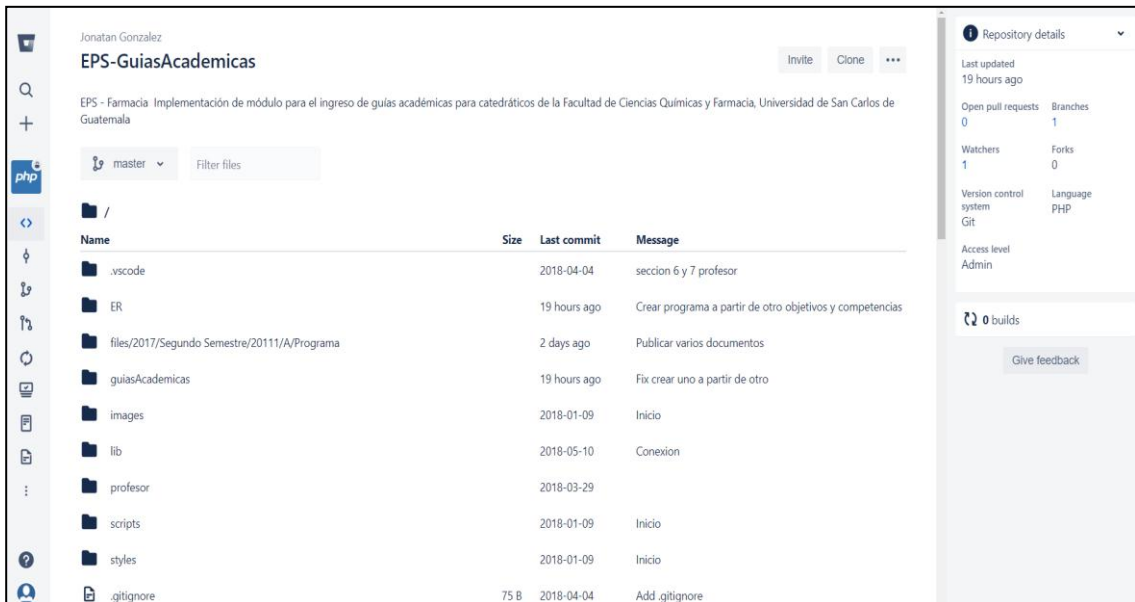 Jonatan Gonzalez
EPS-GuiasAcademicas
Invite Clone
EPS - Farmacia Implementación de módulo para el ingreso de guías académicas para catedráticos de la Facultad de Ciencias Químicas y Farmacia, Universidad de San Carlos de
Guatemala
master Filter files
php
/
Name Size Last commit Message
.vscode 2018-04-04 seccion 6 y 7 profesor
ER 19 hours ago Crear programa a partir de otro objetivos y competencias
files/2017/Segundo Semestre/20111/A/Programa 2 days ago Publicar varios documentos
guiasAcademicas 19 hours ago Fix crear uno a partir de otro
images 2018-01-09 Inicio
lib 2018-05-10 Conexion
profesor 2018-03-29
scripts 2018-01-09 Inicio
styles 2018-01-09 Inicio
.gitignore 75 B 2018-04-04 Add .gitignore
Repository details
Last updated
19 hours ago
Open pull requests Branches
0 1
Watchers Forks
1 0
Version control Language
system PHP
Git
Access level
Admin
0 builds
Give feedback